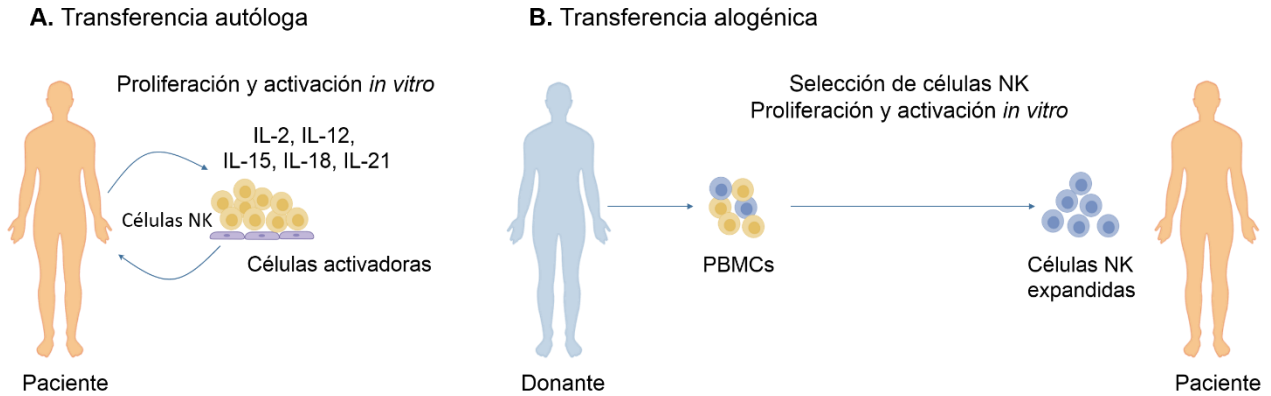 A. Transferencia autóloga
Proliferación y activación in vitro
IL-2, IL-12,
IL-15, IL-18, IL-21
Células NK
Células activadoras
Paciente
B. Transferencia alogénica
Selección de células NK
Proliferación y activación in vitro
PBMCs
Células NK
expandidas
Donante
Paciente